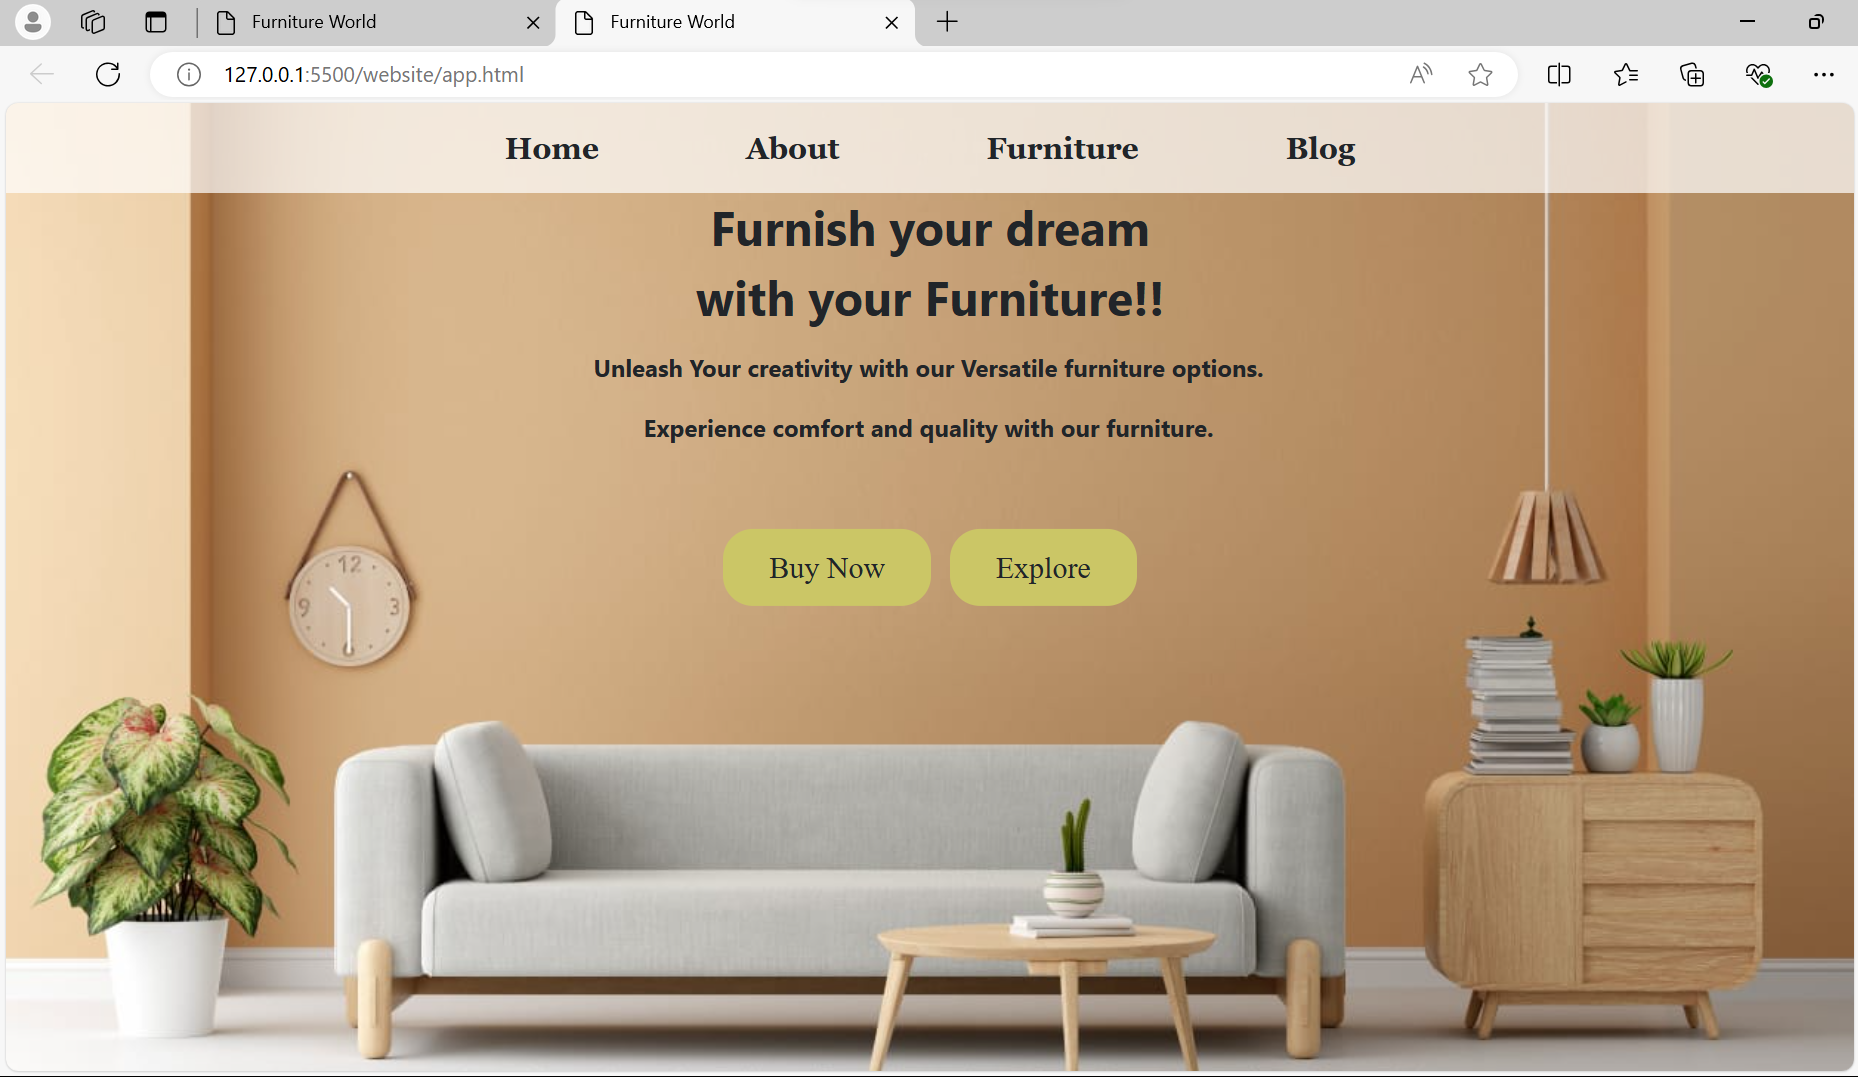 Furniture World
Furniture World
127.0.0.1:5500/website/app.html
Home About Furniture Blog
Furnish your dream
with your Furniture!!
Unleash Your creativity with our Versatile furniture options.
Experience comfort and quality with our furniture.
12
9 3
6
Buy Now Explore